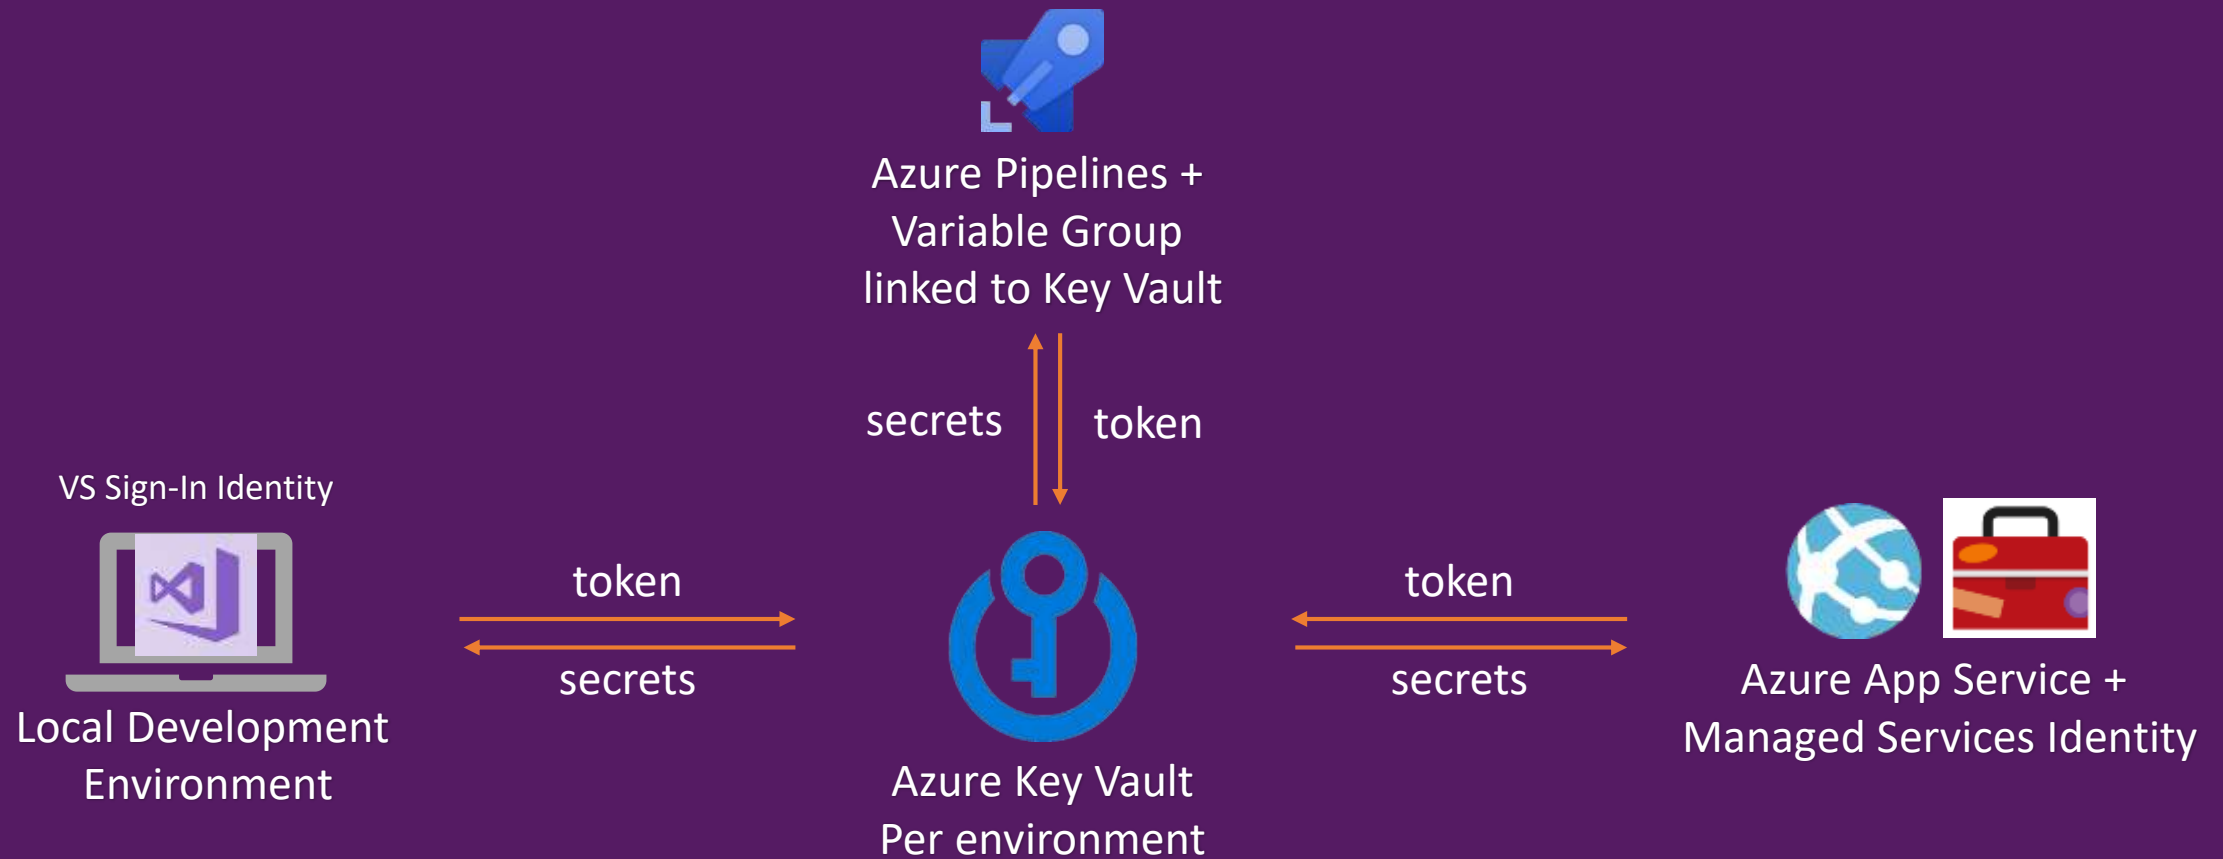 Azure Pipelines +
Variable Group
linked to Key Vault
secrets
token
VS Sign-In Identity
token
secrets
token
secrets
Local Development
Environment
Azure Key Vault
Per environment
Azure App Service +
Managed Services Identity